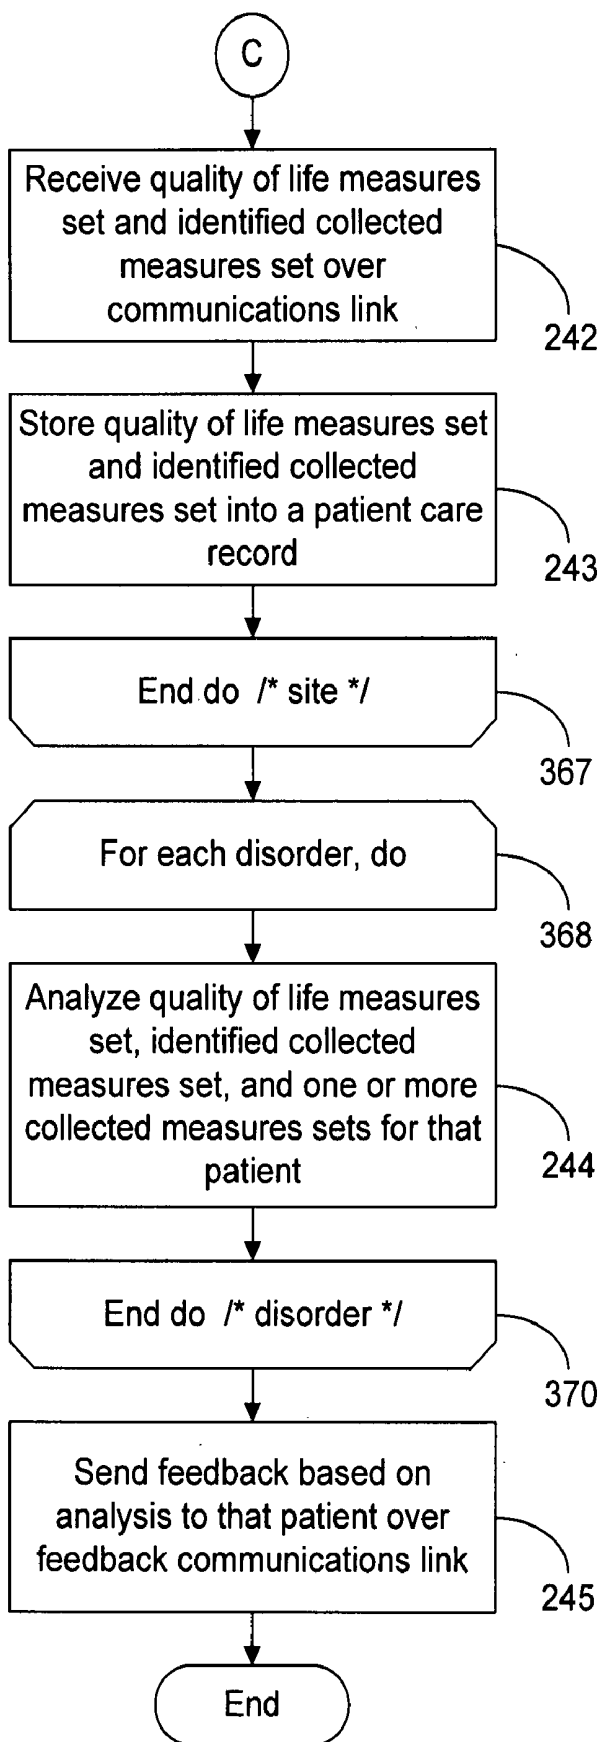 C
Receive quality of life measures
set and identified collected
measures set over
communications link
242
Store quality of life measures set
and identified collected
measures set into a patient care
record
243
End do /* site */
367
For each disorder, do
368
Analyze quality of life measures
set, identified collected
measures set, and one or more
collected measures sets for that
patient
244
End do /* disorder */
370
Send feedback based on
analysis to that patient over
feedback communications link
245
End